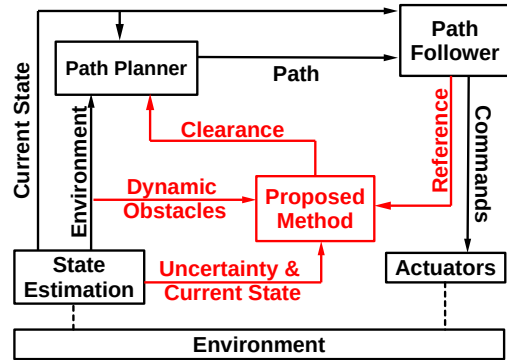 Path
Follower
Path Planner
Path
Current State
Environment
Clearance
Reference
Commands
Dynamic
Obstacles
Proposed
Method
State
Estimation
Uncertainty &
Current State
Actuators
Environment